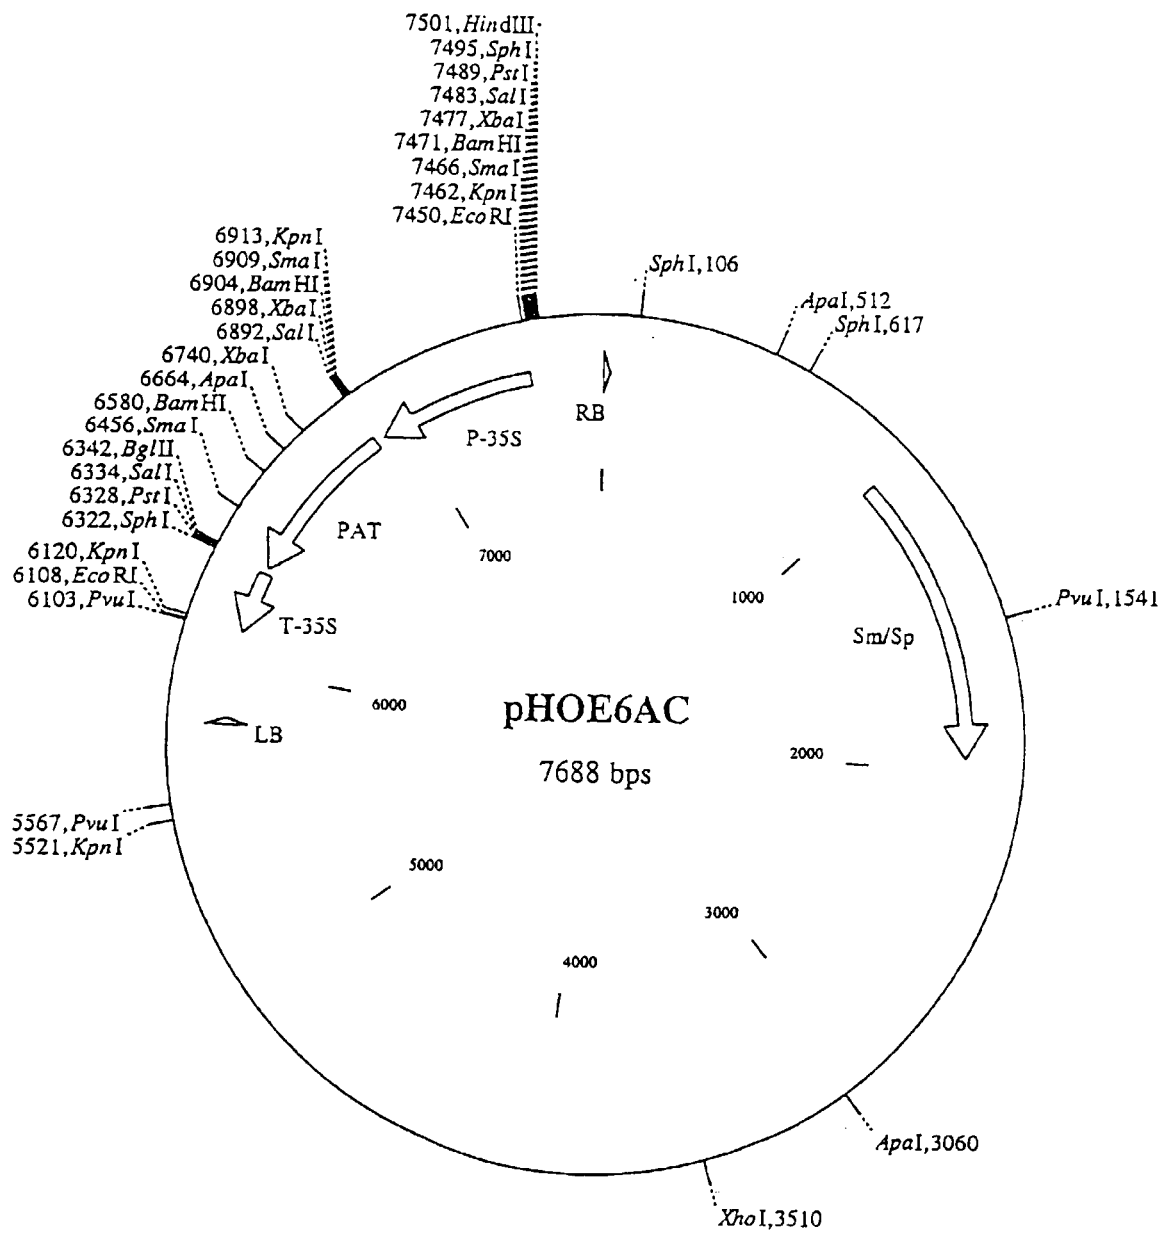 7501,HindIII
7495,SphI
7489,PstI
7483,SalI
7477,XbaI
7471,BamHI
7466,SmaI
7462,KpnI
7450,EcoRI
6913,KpnI
6909,SmaI
6904,BamHI
6898,XbaI
6892,SalI
6740,XbaI
6664,ApaI
6580,BamHI
6456,SmaI
6342,BglII
6334,SalI
6328,PstI
6322,SphI
6120,KpnI
6108,EcoRI
6103,PvuI
SphI,106
ApaI,512
SphI,617
RB
P-35S
PAT
T-35S
7000
1000
PvuI,1541
Sm/Sp
6000
LB
pHOE6AC
7688 bps
2000
5567,PvuI
5521,KpnI
5000
3000
4000
ApaI,3060
XhoI,3510